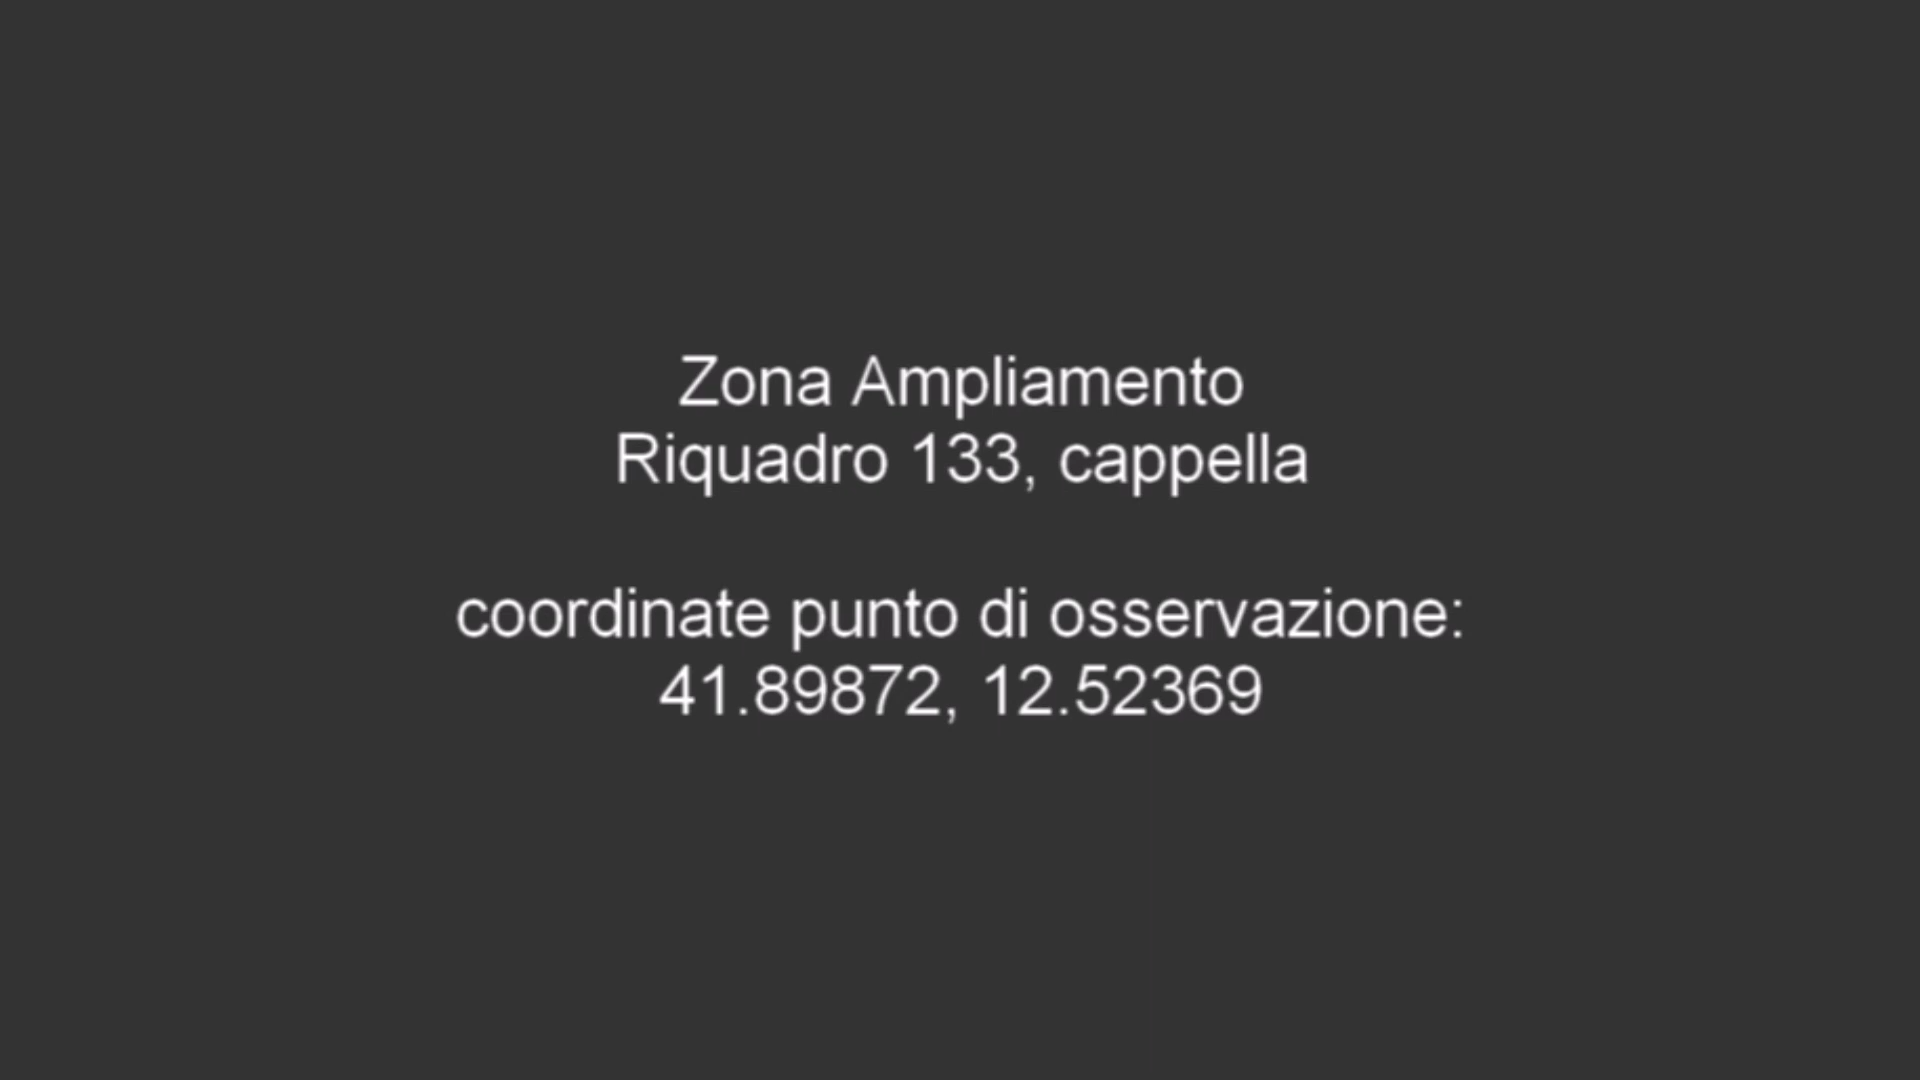 Zona Ampliamento
Riquadro 133, cappella
coordinate punto di osservazione:
41.89872, 12.52369